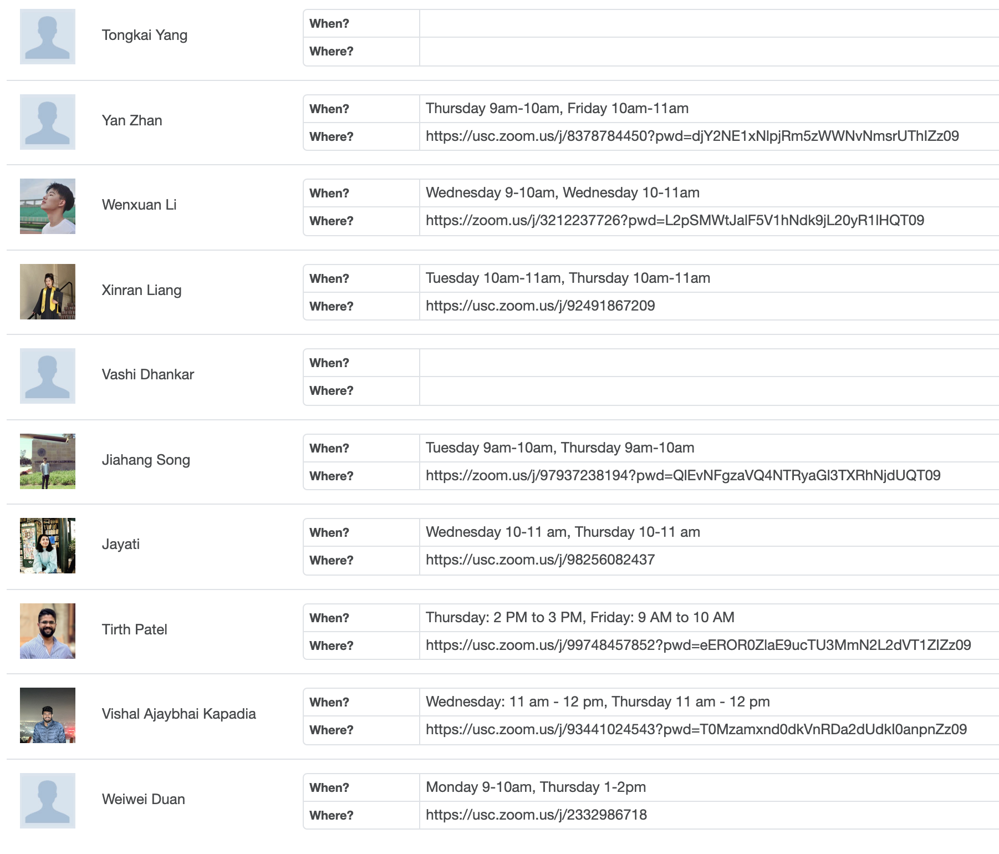 Tongkai Yang
When?
Where?
Yan Zhan
When? Thursday 9am-10am, Friday 10am-11am
Where? https://usc.zoom.us/j/8378784450?pwd=djY2NE1xNlpjRm5zWWNvNmsrUThIZz09
Wenxuan Li
When? Wednesday 9-10am, Wednesday 10-11am
Where? https://zoom.us/j/3212237726?pwd=L2pSMWtJalF5V1hNdk9jL20yR1lHQT09
Xinran Liang
When? Tuesday 10am-11am, Thursday 10am-11am
Where? https://usc.zoom.us/j/92491867209
Vashi Dhankar
When?
Where?
UNIVERSITY OF CALIFORNIA
Jiahang Song
When? Tuesday 9am-10am, Thursday 9am-10am
Where? https://zoom.us/j/97937238194?pwd=QlEvNFgzaVQ4NTRyaGl3TXRhNjdUQT09
Jayati
When? Wednesday 10-11 am, Thursday 10-11 am
Where? https://usc.zoom.us/j/98256082437
Tirth Patel
When? Thursday: 2 PM to 3 PM, Friday: 9 AM to 10 AM
Where? https://usc.zoom.us/j/99748457852?pwd=eEROR0ZlaE9ucTU3MmN2L2dVT1ZIZz09
Vishal Ajaybhai Kapadia
When? Wednesday: 11 am - 12 pm, Thursday 11 am - 12 pm
Where? https://usc.zoom.us/j/93441024543?pwd=T0Mzamxnd0dkVnRDa2dUdkI0anpnZz09
Weiwei Duan
When? Monday 9-10am, Thursday 1-2pm
Where? https://usc.zoom.us/j/2332986718